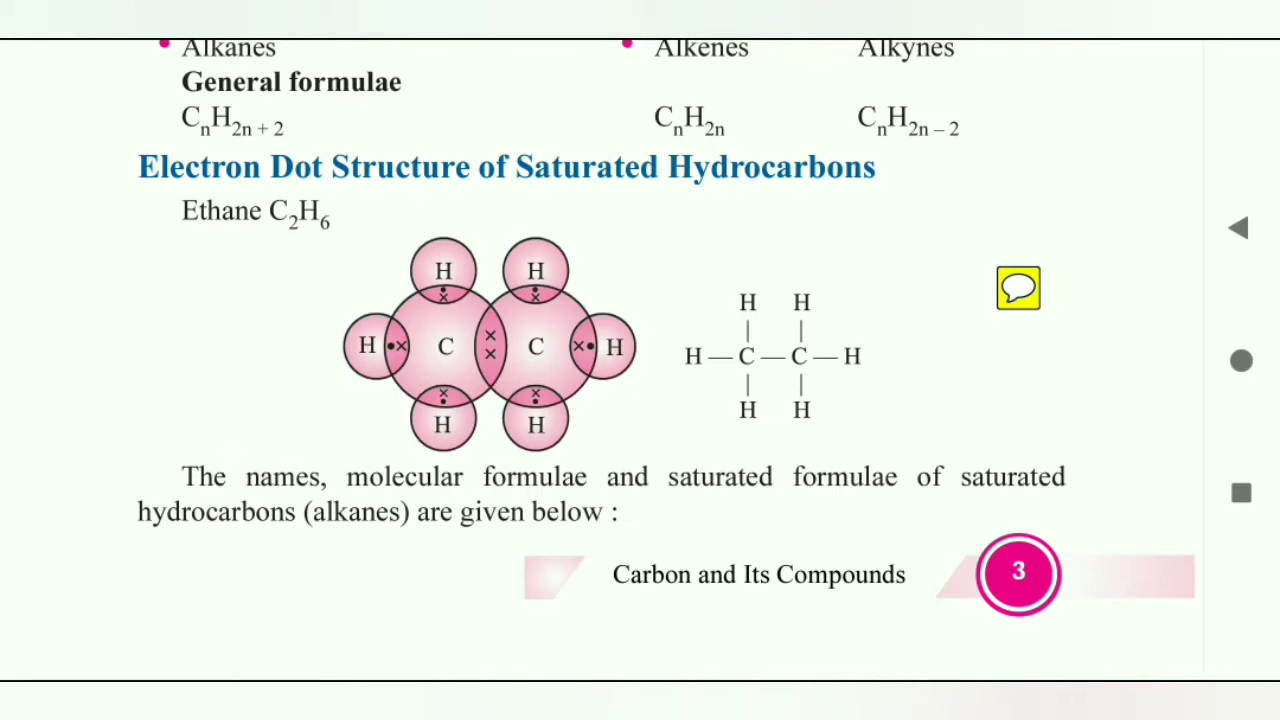 • Alkanes • Alkenes Alkynes
General formulae
CₙH₂ₙ ₊ ₂ CₙH₂ₙ CₙH₂ₙ ₋ ₂
Electron Dot Structure of Saturated Hydrocarbons
Ethane C₂H₆
H H
•× •×
H •× C ×× C ו H
ו ו
H H
H H
| |
H — C — C — H
| |
H H
The names, molecular formulae and saturated formulae of saturated
hydrocarbons (alkanes) are given below :
Carbon and Its Compounds 3